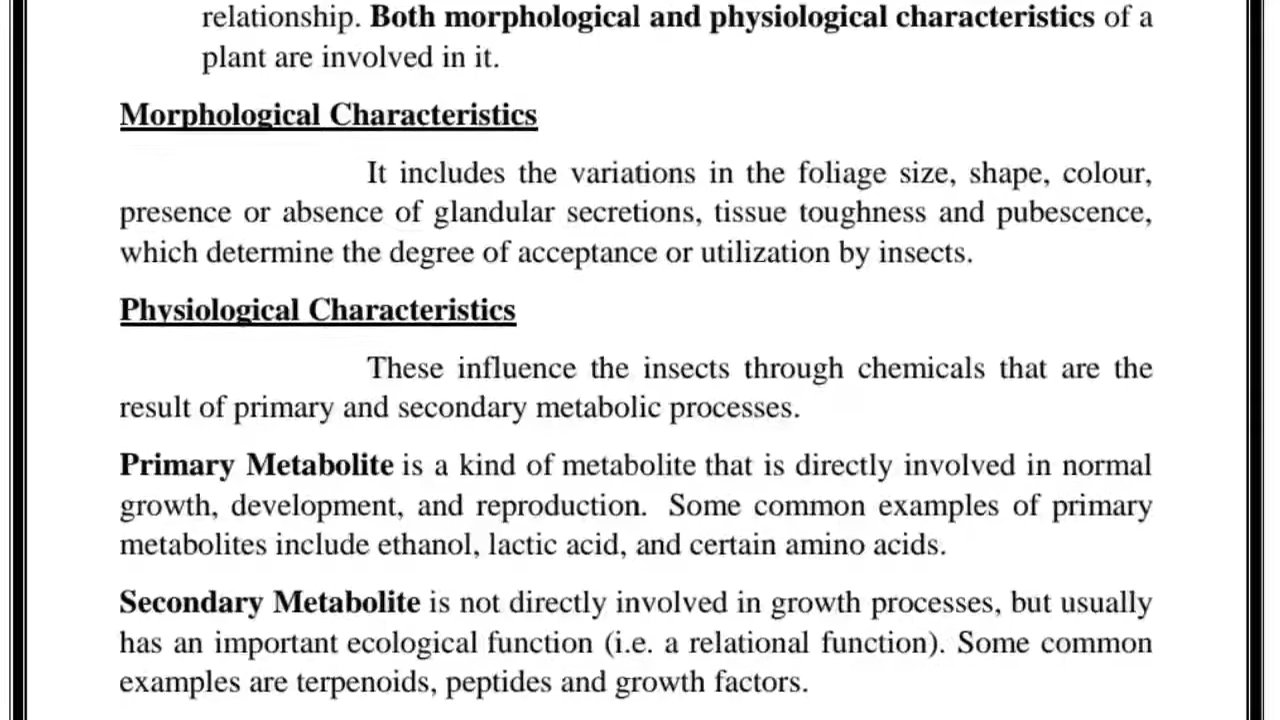 relationship. Both morphological and physiological characteristics of a
plant are involved in it.
Morphological Characteristics
It includes the variations in the foliage size, shape, colour,
presence or absence of glandular secretions, tissue toughness and pubescence,
which determine the degree of acceptance or utilization by insects.
Physiological Characteristics
These influence the insects through chemicals that are the
result of primary and secondary metabolic processes.
Primary Metabolite is a kind of metabolite that is directly involved in normal
growth, development, and reproduction. Some common examples of primary
metabolites include ethanol, lactic acid, and certain amino acids.
Secondary Metabolite is not directly involved in growth processes, but usually
has an important ecological function (i.e. a relational function). Some common
examples are terpenoids, peptides and growth factors.